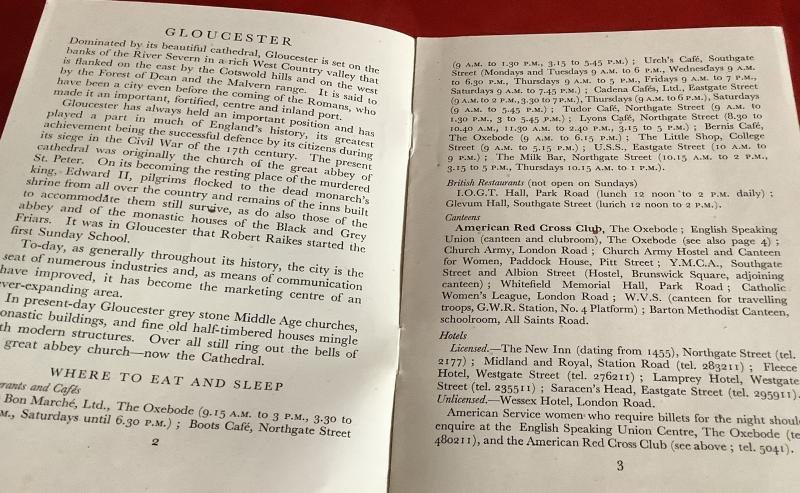 GLOUCESTER
Dominated by its beautiful cathedral, Gloucester is set on the
banks of the River Severn in a rich West Country valley that
is flanked on the east by the Cotswold hills and on the west
by the Forest of Dean and the Malvern range. It is said to
have been a city even before the coming of the Romans, who
made it an important, fortified, centre and inland port.
Gloucester has always held an important position and has
played a part in much of England's history, its greatest
achievement being the successful defence by its citizens during
its siege in the Civil War of the 17th century. The present
cathedral was originally the church of the great abbey of
St. Peter. On its becoming the resting place of the murdered
king, Edward II, pilgrims flocked to the dead monarch's
shrine from all over the country and remains of the inns built
to accommodate them still survive, as do also those of the
abbey and of the monastic houses of the Black and Grey
Friars. It was in Gloucester that Robert Raikes started the
first Sunday School.
To-day, as generally throughout its history, the city is the
seat of numerous industries and, as means of communication
have improved, it has become the marketing centre of an
ver-expanding area.
In present-day Gloucester grey stone Middle Age churches,
onastic buildings, and fine old half-timbered houses mingle
th modern structures. Over all still ring out the bells of
great abbey church—now the Cathedral.
WHERE TO EAT AND SLEEP
rants and Cafés
Bon Marché, Ltd., The Oxebode (9.15 A.M. to 3 P.M., 3.30 to
M., Saturdays until 6.30 P.M.) ; Boots Café, Northgate Street
2
(9 A.M. to 1.30 P.M., 3.15 to 5.45 P.M.) ; Urch's Café, Southgate
Street (Mondays and Tuesdays 9 A.M. to 6 P.M., Wednesdays 9 A.M.
to 6.30 P.M., Thursdays 9 A.M. to 5 P.M., Fridays 9 A.M. to 7 P.M.,
Saturdays 9 A.M. to 7.45 P.M.) ; Cadena Cafés, Ltd., Eastgate Street
(9 A.M. to 2 P.M., 3.30 to 7 P.M.), Thursdays (9 A.M. to 6 P.M.), Saturdays
(9 A.M. to 5.45 P.M.) ; Tudor Café, Northgate Street (9 A.M. to
1.30 P.M., 3 to 5.45 P.M.) ; Lyons Café, Northgate Street (8.30 to
10.40 A.M., 11.30 A.M. to 2.40 P.M., 3.15 to 5 P.M.) ; Bernis Café,
The Oxebode (9 A.M. to 6.15 P.M.) ; The Little Shop, College
Street (9 A.M. to 5.15 P.M.) ; U.S.S., Eastgate Street (10 A.M. to
9 P.M.) ; The Milk Bar, Northgate Street (10.15 A.M. to 2 P.M.,
3.15 to 5 P.M., Thursday 10.15 A.M. to 1 P.M.).
British Restaurants (not open on Sundays)
I.O.G.T. Hall, Park Road (lunch 12 noon to 2 P.M. daily) ;
Glevum Hall, Southgate Street (lunch 12 noon to 2 P.M.).
Canteens
American Red Cross Club, The Oxebode ; English Speaking
Union (canteen and clubroom), The Oxebode (see also page 4) ;
Church Army, London Road ; Church Army Hostel and Canteen
for Women, Paddock House, Pitt Street ; Y.M.C.A., Southgate
Street and Albion Street (Hostel, Brunswick Square, adjoining
canteen) ; Whitefield Memorial Hall, Park Road ; Catholic
Women's League, London Road ; W.V.S. (canteen for travelling
troops, G.W.R. Station, No. 4 Platform) ; Barton Methodist Canteen,
schoolroom, All Saints Road.
Hotels
Licensed.—The New Inn (dating from 1455), Northgate Street (tel.
2177) ; Midland and Royal, Station Road (tel. 283211) ; Fleece
Hotel, Westgate Street (tel. 276211) ; Lamprey Hotel, Westgate
Street (tel. 235511) ; Saracen's Head, Eastgate Street (tel. 295911).
Unlicensed.—Wessex Hotel, London Road.
American Service women who require billets for the night shoul
enquire at the English Speaking Union Centre, The Oxebode (te
480211), and the American Red Cross Club (see above ; tel. 5041).
3